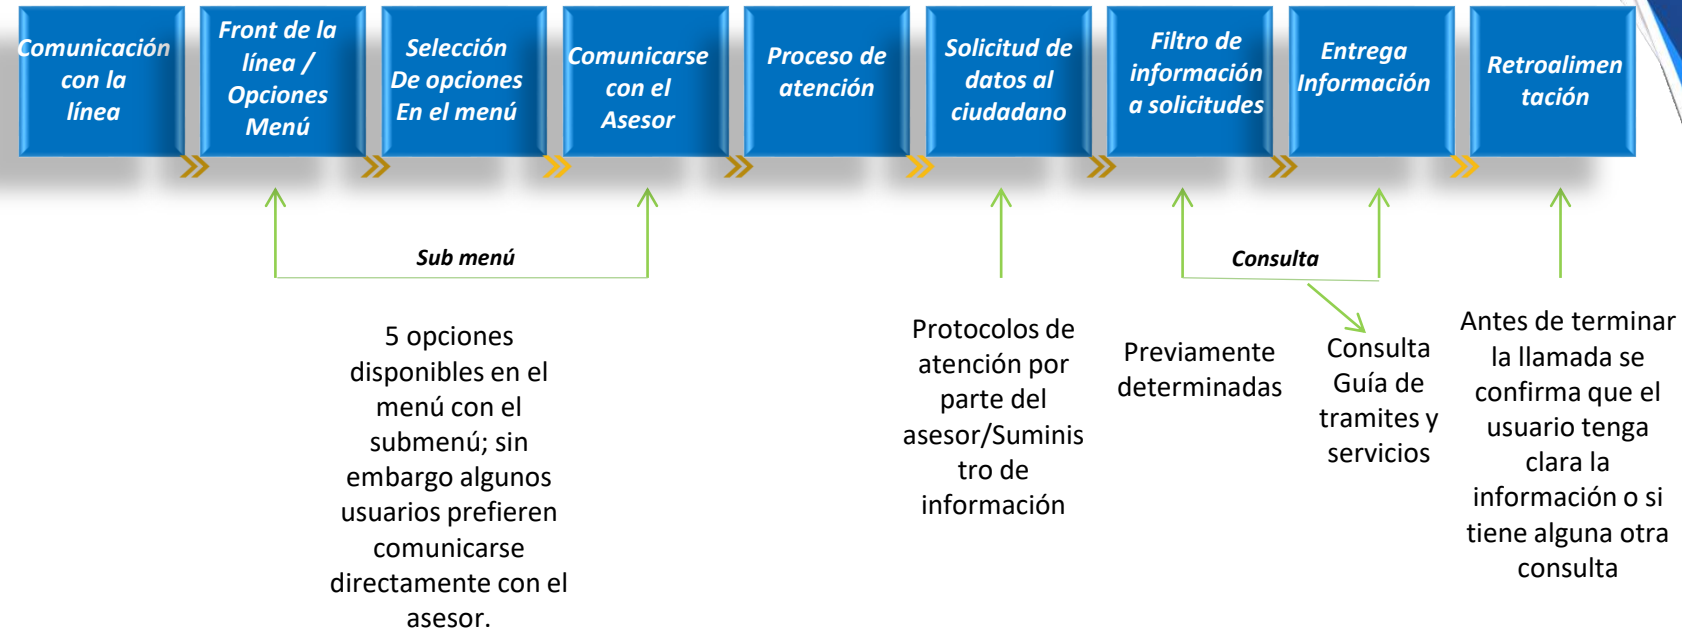 Comunicación
con la
línea
Front de la
línea /
Opciones
Menú
Selección
De opciones
En el menú
Comunicarse
con el
Asesor
Proceso de
atención
Solicitud de
datos al
ciudadano
Filtro de
información
a solicitudes
Entrega
Información
Retroalimen
tación
Sub menú
Consulta
5 opciones
disponibles en el
menú con el
submenú; sin
embargo algunos
usuarios prefieren
comunicarse
directamente con el
asesor.
Protocolos de
atención por
parte del
asesor/Suminis
tro de
información
Previamente
determinadas
Consulta
Guía de
tramites y
servicios
Antes de terminar
la llamada se
confirma que el
usuario tenga
clara la
información o si
tiene alguna otra
consulta